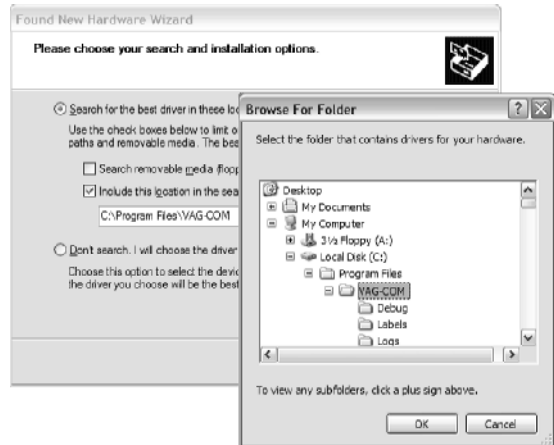 Found New Hardware Wizard
Please choose your search and installation options.
Search for the best driver in these
Use the check boxes below to limit
paths and removable media. The
Search removable media
Include this location in the
C:\Program Files\VAG-COM
Don't search. I will choose the driver
Choose this option to select the
the driver you choose will be the best
Browse For Folder
Select the folder that contains drivers for your hardware.
Desktop
My Documents
My Computer
3½ Floppy (A:)
Local Disk (C:)
Program Files
VAG-COM
Debug
Labels
Logs
To view any subfolders, click a plus sign above.
OK
Cancel